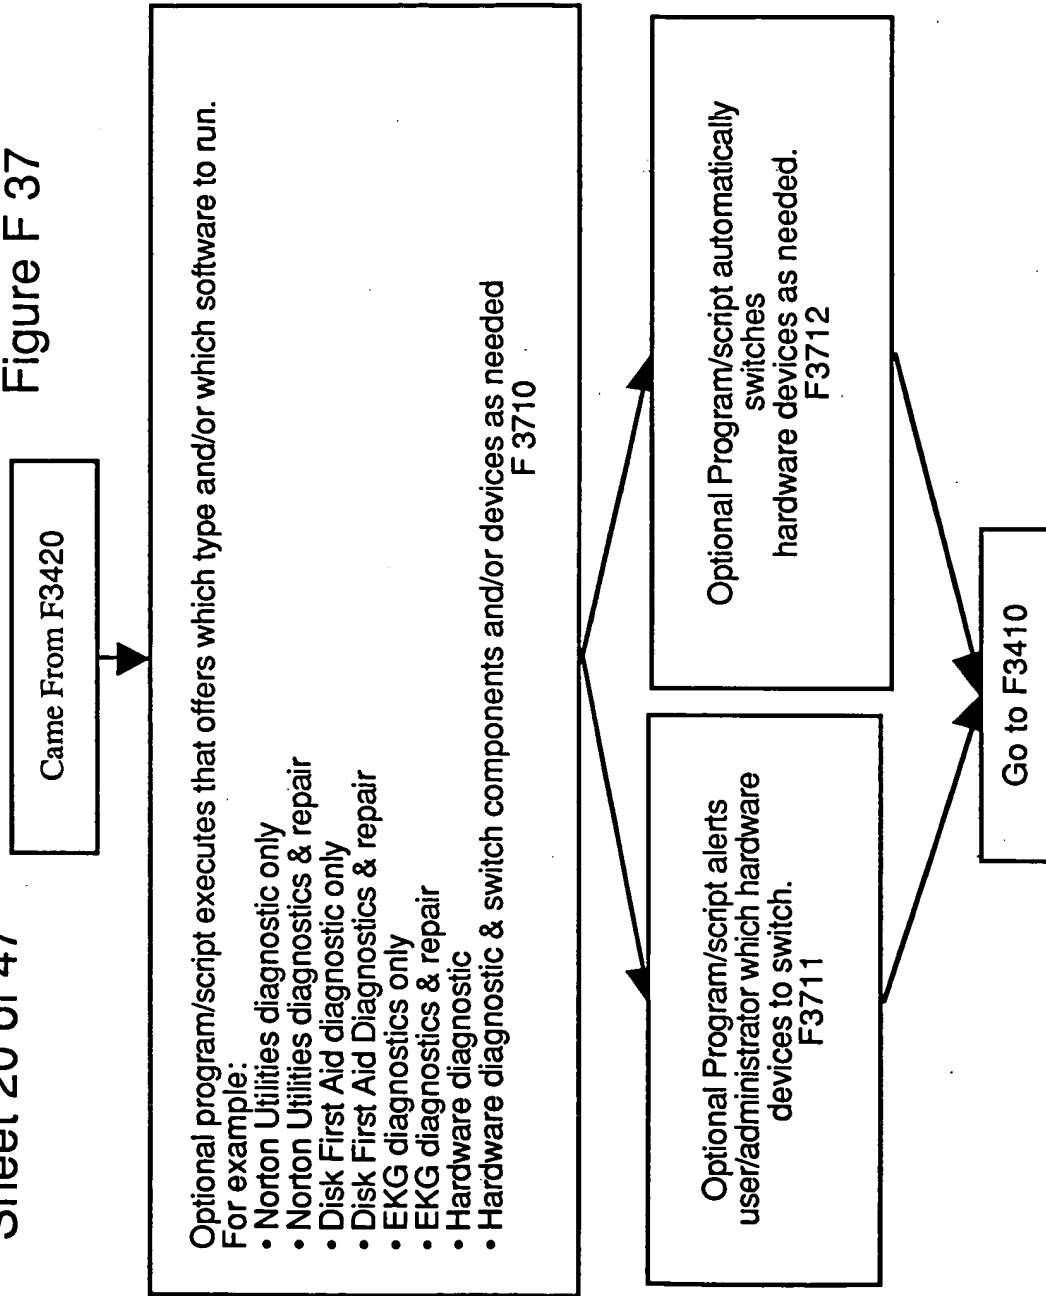 Sheet 20 of 47
Figure F 37
Came From F3420
Optional program/script executes that offers which type and/or which software to run.
For example:
• Norton Utilities diagnostic only
• Norton Utilities diagnostics & repair
• Disk First Aid diagnostic only
• Disk First Aid Diagnostics & repair
• EKG diagnostics only
• EKG diagnostics & repair
• Hardware diagnostic
• Hardware diagnostic & switch components and/or devices as needed
F 3710
Optional Program/script alerts
user/administrator which hardware
devices to switch.
F3711
Optional Program/script automatically
switches
hardware devices as needed.
F3712
Go to F3410